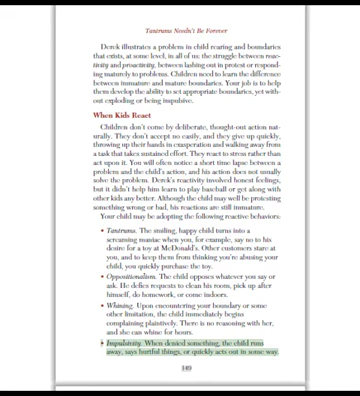 Tantrums Needn't Be Forever
Derek illustrates a problem in child rearing and boundaries
that exists, at some level, in all of us: the struggle between reac-
tivity and proactivity, between lashing out in protest or respond-
ing maturely to problems. Children need to learn the difference
between immature and mature boundaries. Your job is to help
them develop the ability to set appropriate boundaries, yet with-
out exploding or being impulsive.
When Kids React
Children don't come by deliberate, thought-out action nat-
urally. They don't accept no easily, and they give up quickly,
throwing up their hands in exasperation and walking away from
a task that takes sustained effort. They react to stress rather than
act upon it. You will often notice a short time lapse between a
problem and the child's action, and his action does not usually
solve the problem. Derek's reactivity involved honest feelings,
but it didn't help him learn to play baseball or get along with
other kids any better. Although the child may well be protesting
something wrong or bad, his reactions are still immature.
Your child may be adopting the following reactive behaviors:
• Tantrums. The smiling, happy child turns into a
screaming maniac when you, for example, say no to his
desire for a toy at McDonald's. Other customers stare at
you, and to keep them from thinking you're abusing your
child, you quickly purchase the toy.
• Oppositionalism. The child opposes whatever you say or
ask. He defies requests to clean his room, pick up after
himself, do homework, or come indoors.
• Whining. Upon encountering your boundary or some
other limitation, the child immediately begins
complaining plaintively. There is no reasoning with her,
and she can whine for hours.
• Impulsivity. When denied something, the child runs
away, says hurtful things, or quickly acts out in some way.
149